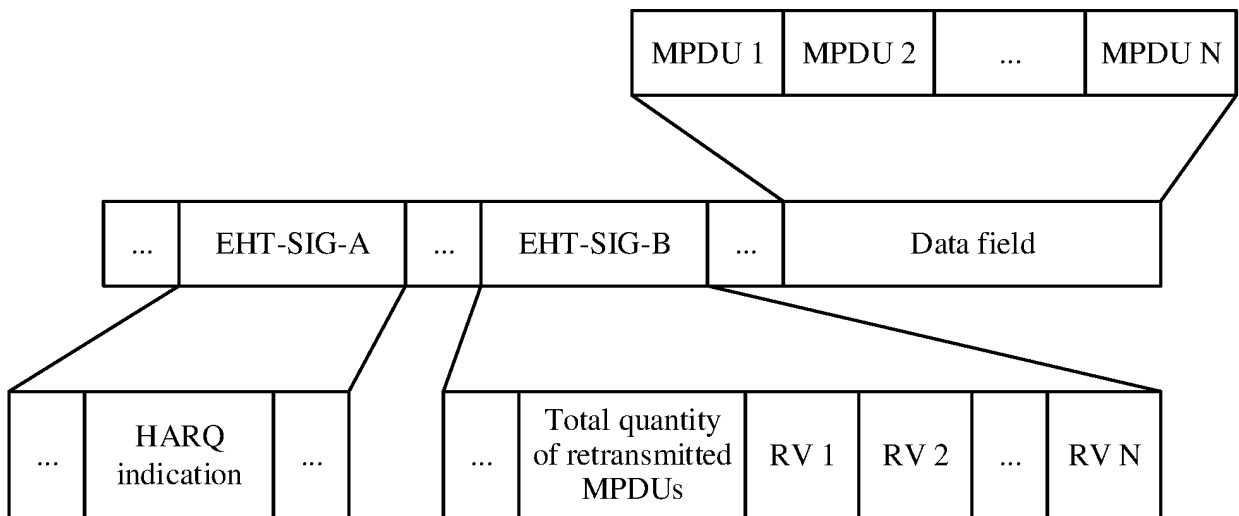 MPDU 1 MPDU 2 ... MPDU N
... EHT-SIG-A ... EHT-SIG-B ... Data field
... HARQ indication ... ... Total quantity of retransmitted MPDUs RV 1 RV 2 ... RV N